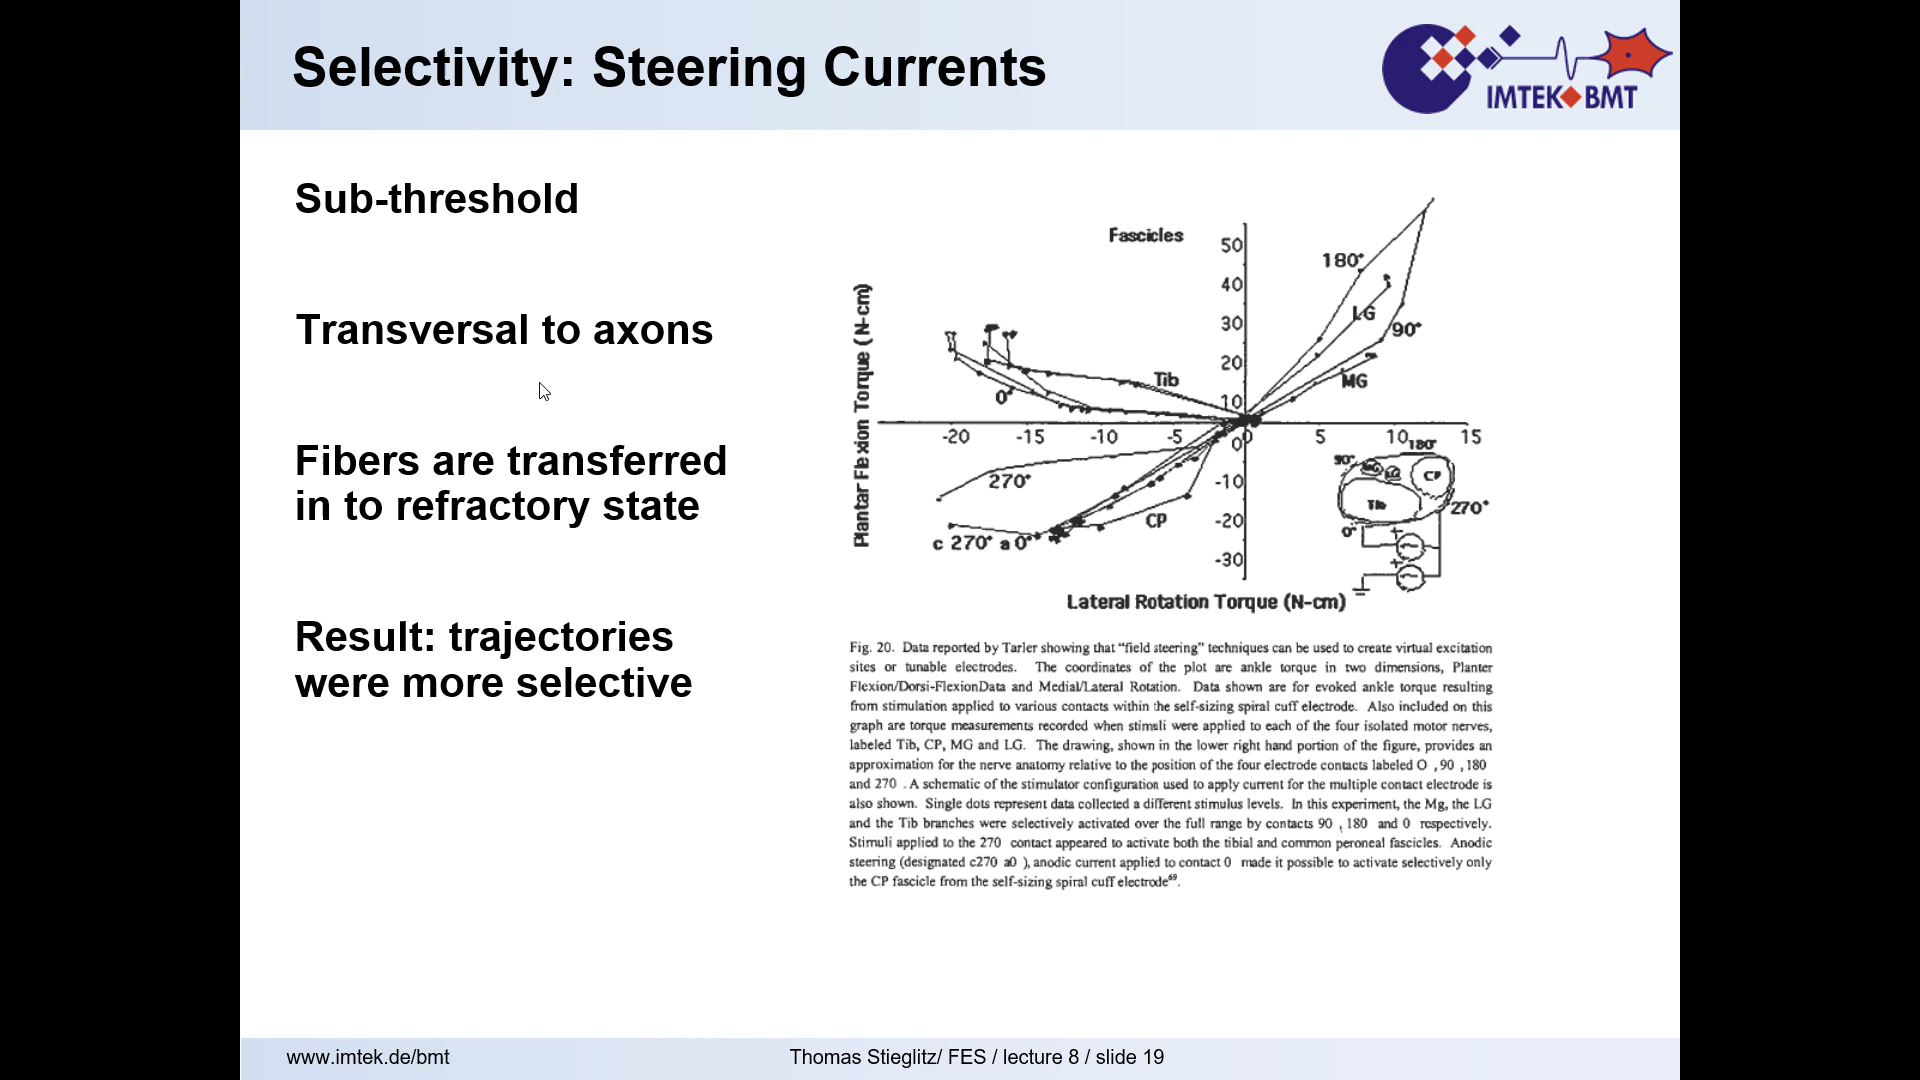 Selectivity: Steering Currents
IMTEK BMT
Sub-threshold
Transversal to axons
Fibers are transferred
in to refractory state
Result: trajectories
were more selective
Fascicles
Plantar Flexion Torque (N-cm)
50
40
30
20
10
0
-10
-20
-30
-20 -15 -10 -5 0 5 10 15
180°
LG
90°
MG
Tib
0°
270°
CP
c 270° a 0°
180°
90°
MG LG CP
Tib
270°
0°
+
+
Lateral Rotation Torque (N-cm)
Fig. 20. Data reported by Tarler showing that “field steering” techniques can be used to create virtual excitation
sites or tunable electrodes. The coordinates of the plot are ankle torque in two dimensions, Planter
Flexion/Dorsi-FlexionData and Medial/Lateral Rotation. Data shown are for evoked ankle torque resulting
from stimulation applied to various contacts within the self-sizing spiral cuff electrode. Also included on this
graph are torque measurements recorded when stimuli were applied to each of the four isolated motor nerves,
labeled Tib, CP, MG and LG. The drawing, shown in the lower right hand portion of the figure, provides an
approximation for the nerve anatomy relative to the position of the four electrode contacts labeled O ,90 ,180
and 270 . A schematic of the stimulator configuration used to apply current for the multiple contact electrode is
also shown. Single dots represent data collected a different stimulus levels. In this experiment, the Mg, the LG
and the Tib branches were selectively activated over the full range by contacts 90 , 180 and 0 respectively.
Stimuli applied to the 270 contact appeared to activate both the tibial and common peroneal fascicles. Anodic
steering (designated c270 a0 ), anodic current applied to contact 0 made it possible to activate selectively only
the CP fascicle from the self-sizing spiral cuff electrode⁶⁹.
www.imtek.de/bmt
Thomas Stieglitz/ FES / lecture 8 / slide 19